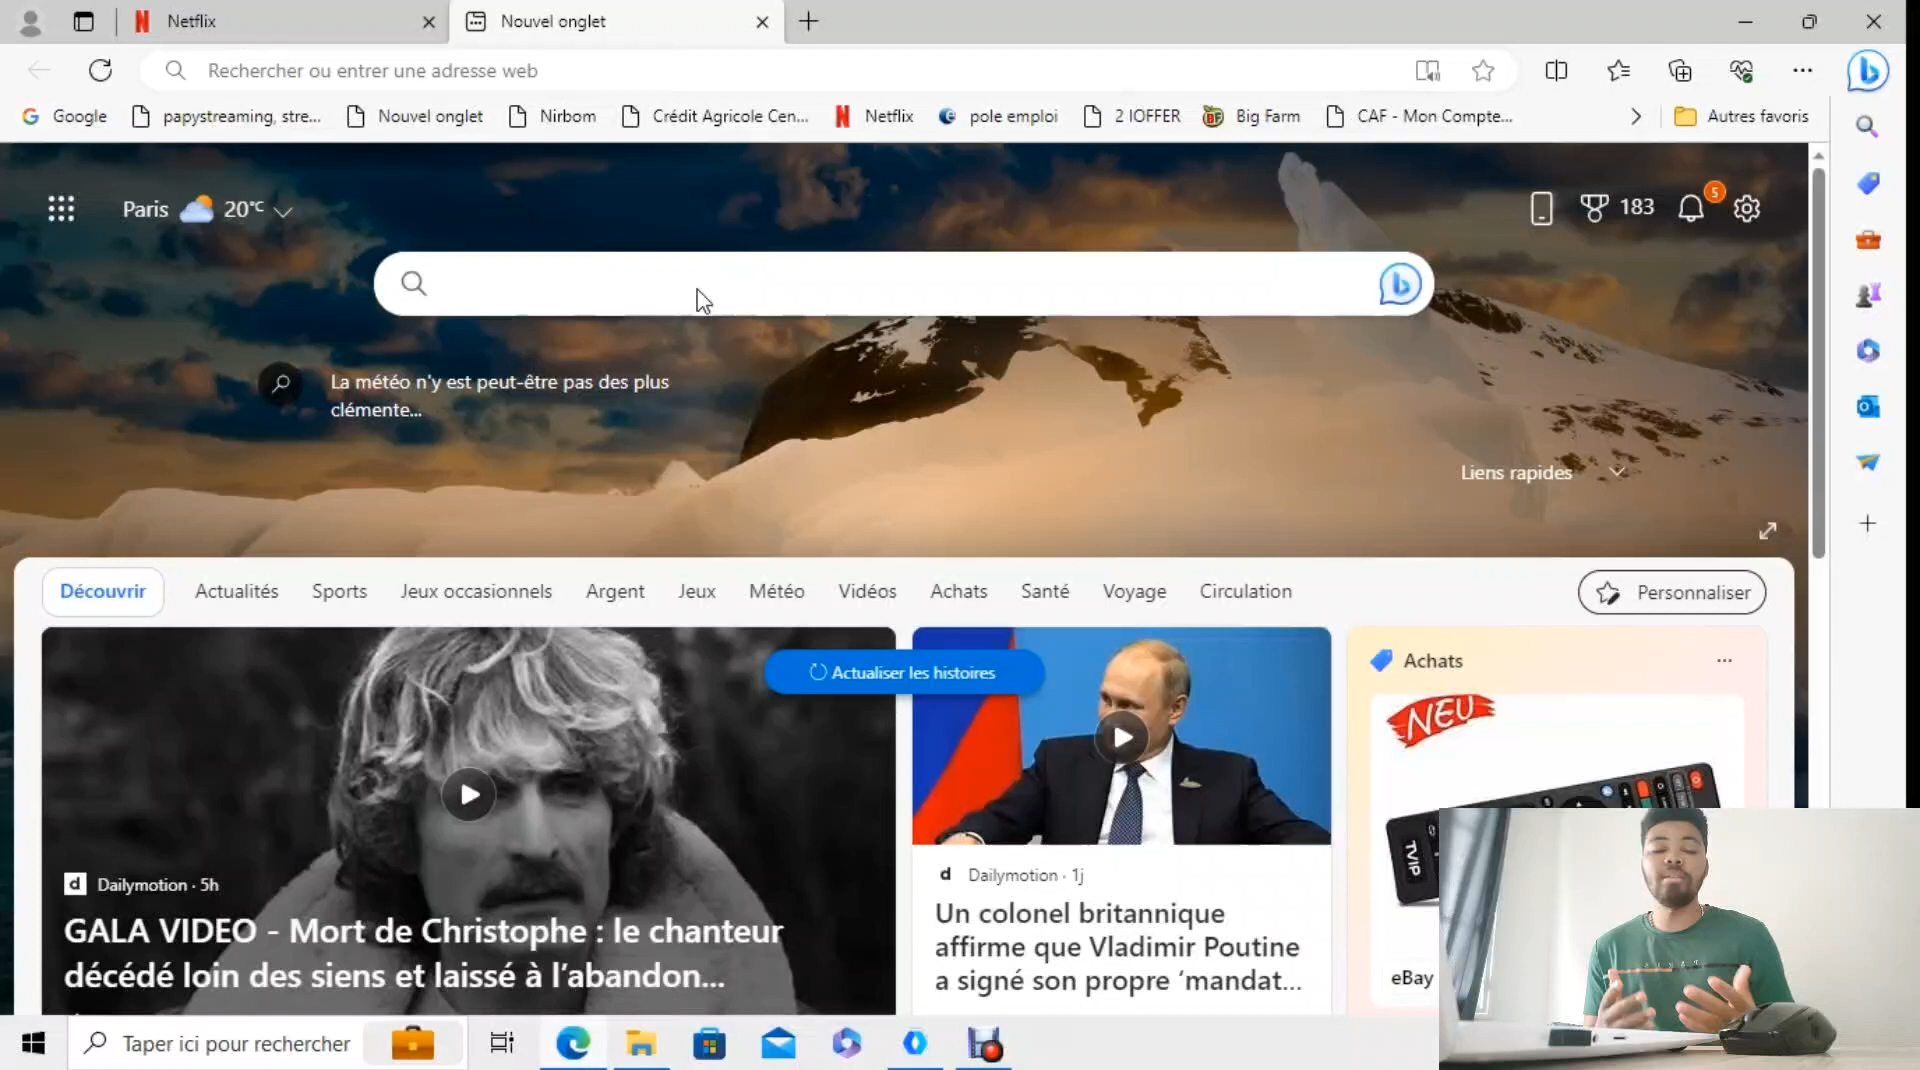 Netflix
Nouvel onglet
Rechercher ou entrer une adresse web
Google
papystreaming, stre...
Nouvel onglet
Nirbom
Crédit Agricole Cen...
Netflix
pole emploi
2 IOFFER
Big Farm
CAF - Mon Compte...
Autres favoris
Paris 20°C
183
5
La météo n'y est peut-être pas des plus
clémente...
Liens rapides
Découvrir
Actualités
Sports
Jeux occasionnels
Argent
Jeux
Météo
Vidéos
Achats
Santé
Voyage
Circulation
Personnaliser
Actualiser les histoires
Dailymotion · 5h
GALA VIDEO - Mort de Christophe : le chanteur
décédé loin des siens et laissé à l'abandon...
Dailymotion · 1j
Un colonel britannique
affirme que Vladimir Poutine
a signé son propre 'mandat...
Achats
NEU
TVIP
eBay
Taper ici pour rechercher